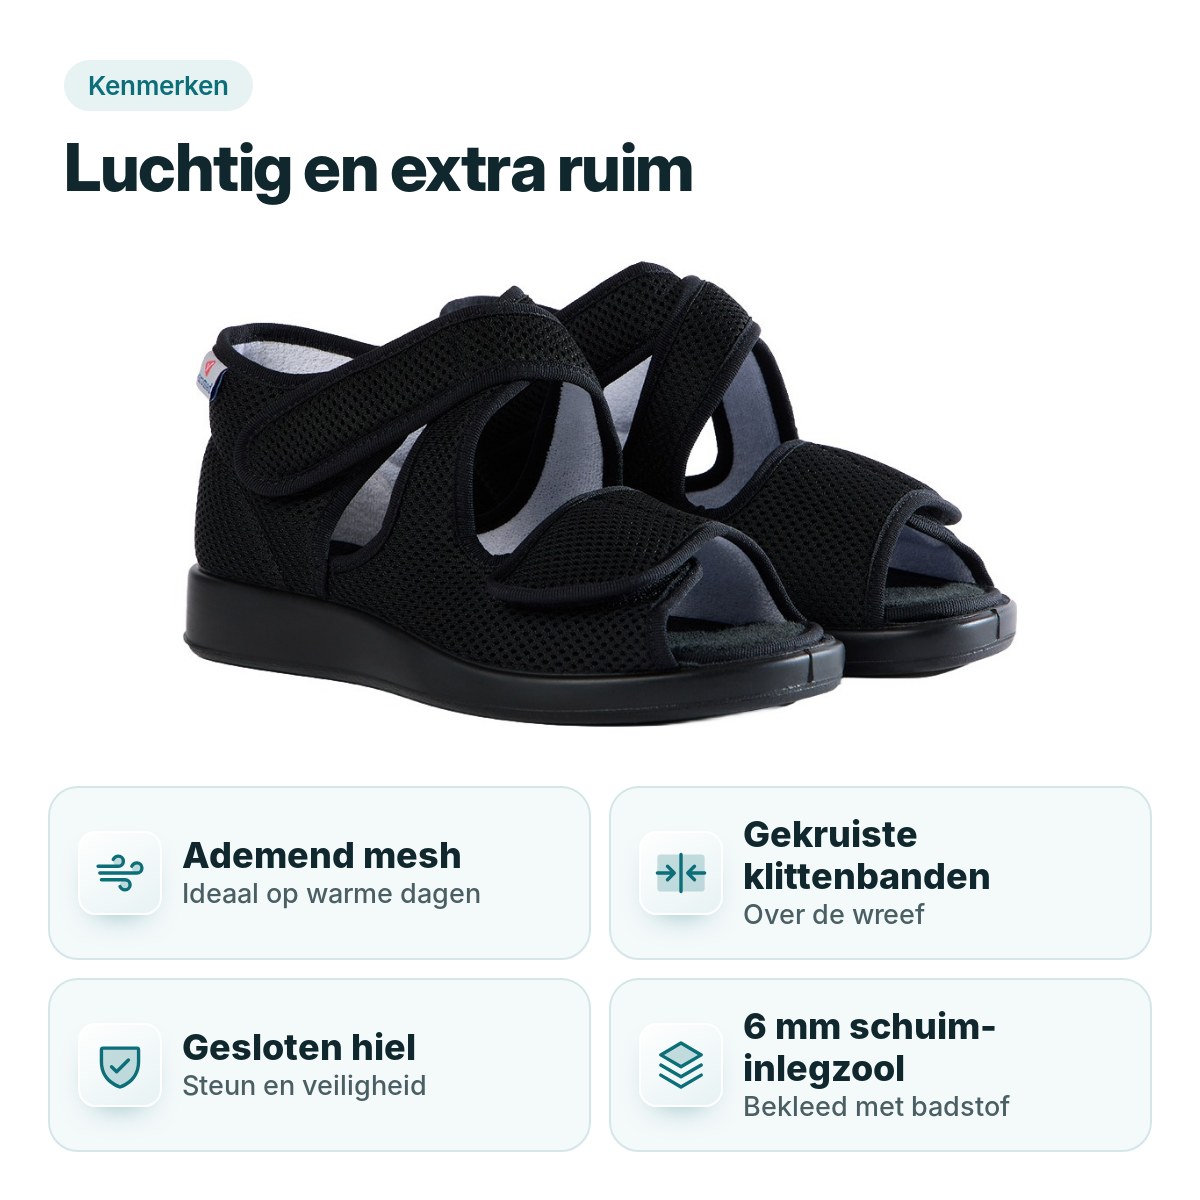 Kenmerken
Luchtig en extra ruim
Ademend mesh
Ideaal op warme dagen
Gekruiste
klittenbanden
Over de wreef
Gesloten hiel
Steun en veiligheid
6 mm schuim-
inlegzool
Bekleed met badstof